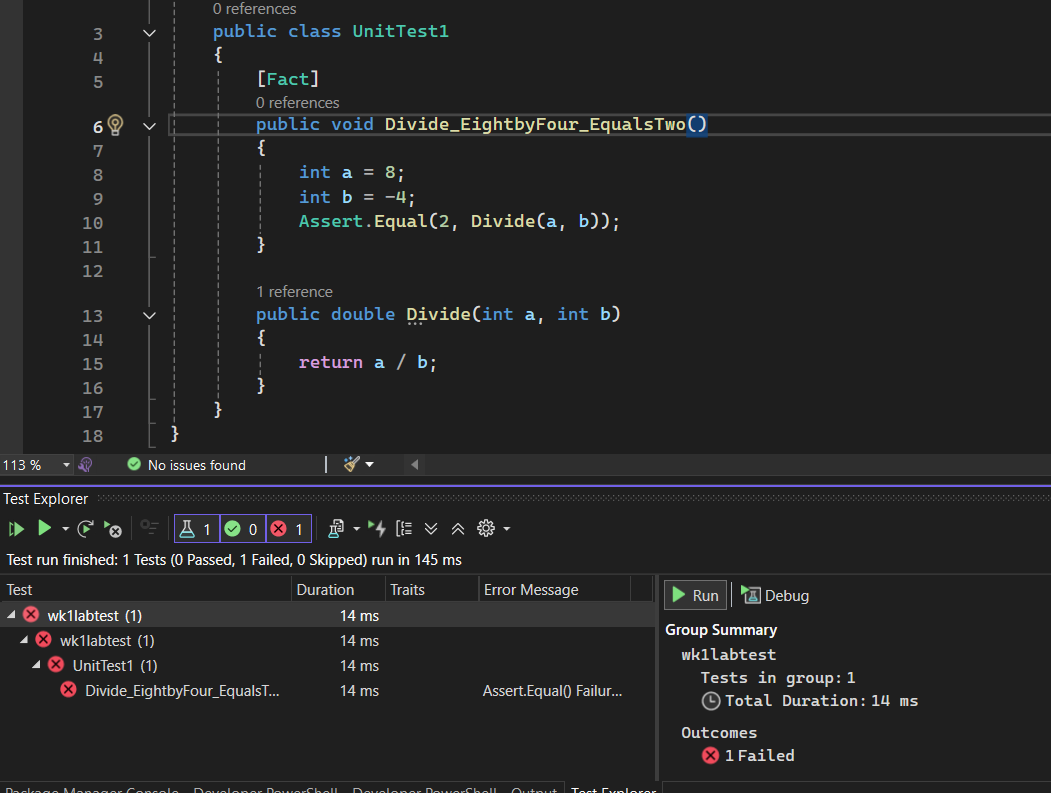 0 references
3 public class UnitTest1
4 {
5 [Fact]
0 references
6 public void Divide_EightbyFour_EqualsTwo()
7 {
8 int a = 8;
9 int b = -4;
10 Assert.Equal(2, Divide(a, b));
11 }
12
1 reference
13 public double Divide(int a, int b)
14 {
15 return a / b;
16 }
17 }
18 }
113 % No issues found
Test Explorer
1 0 1
Test run finished: 1 Tests (0 Passed, 1 Failed, 0 Skipped) run in 145 ms
Test Duration Traits Error Message
wk1labtest (1) 14 ms
wk1labtest (1) 14 ms
UnitTest1 (1) 14 ms
Divide_EightbyFour_EqualsT... 14 ms Assert.Equal() Failur...
Run Debug
Group Summary
wk1labtest
Tests in group: 1
Total Duration: 14 ms
Outcomes
1 Failed
Package Manager Console Developer PowerShell Developer PowerShell Output Test Explorer